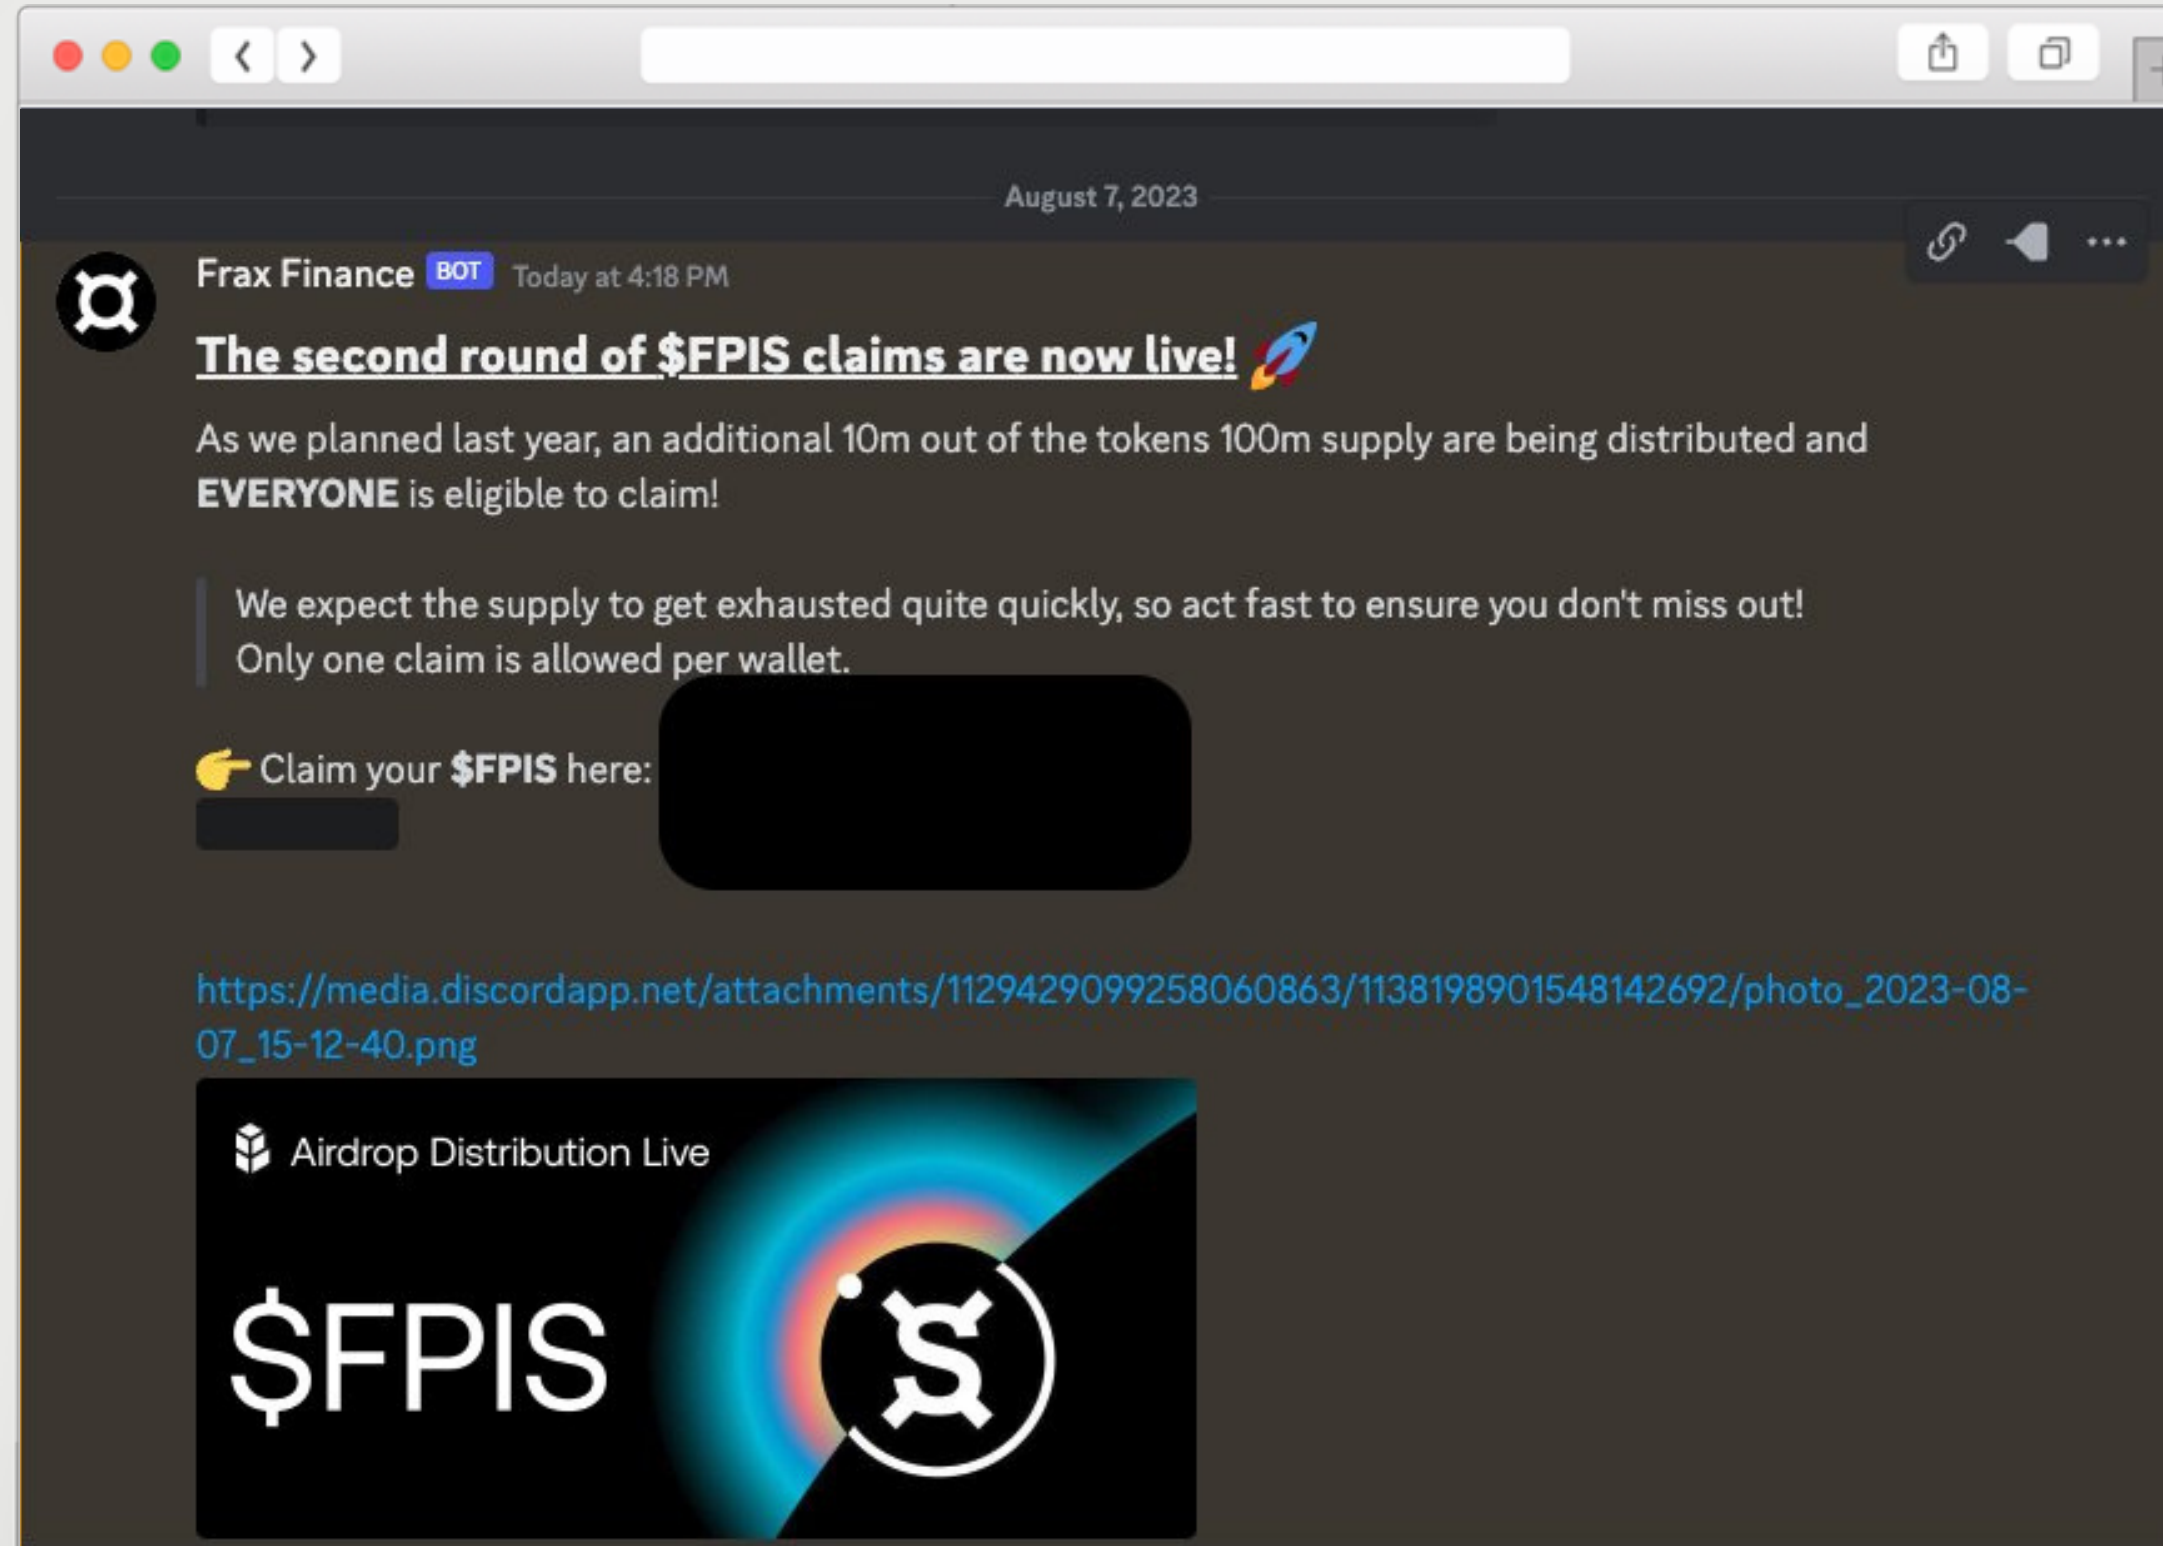 August 7, 2023
Frax Finance BOT Today at 4:18 PM
The second round of $FPIS claims are now live! 🚀
As we planned last year, an additional 10m out of the tokens 100m supply are being distributed and
EVERYONE is eligible to claim!
We expect the supply to get exhausted quite quickly, so act fast to ensure you don't miss out!
Only one claim is allowed per wallet.
👉 Claim your $FPIS here:
https://media.discordapp.net/attachments/1129429099258060863/1138198901548142692/photo_2023-08-
07_15-12-40.png
Airdrop Distribution Live
$FPIS